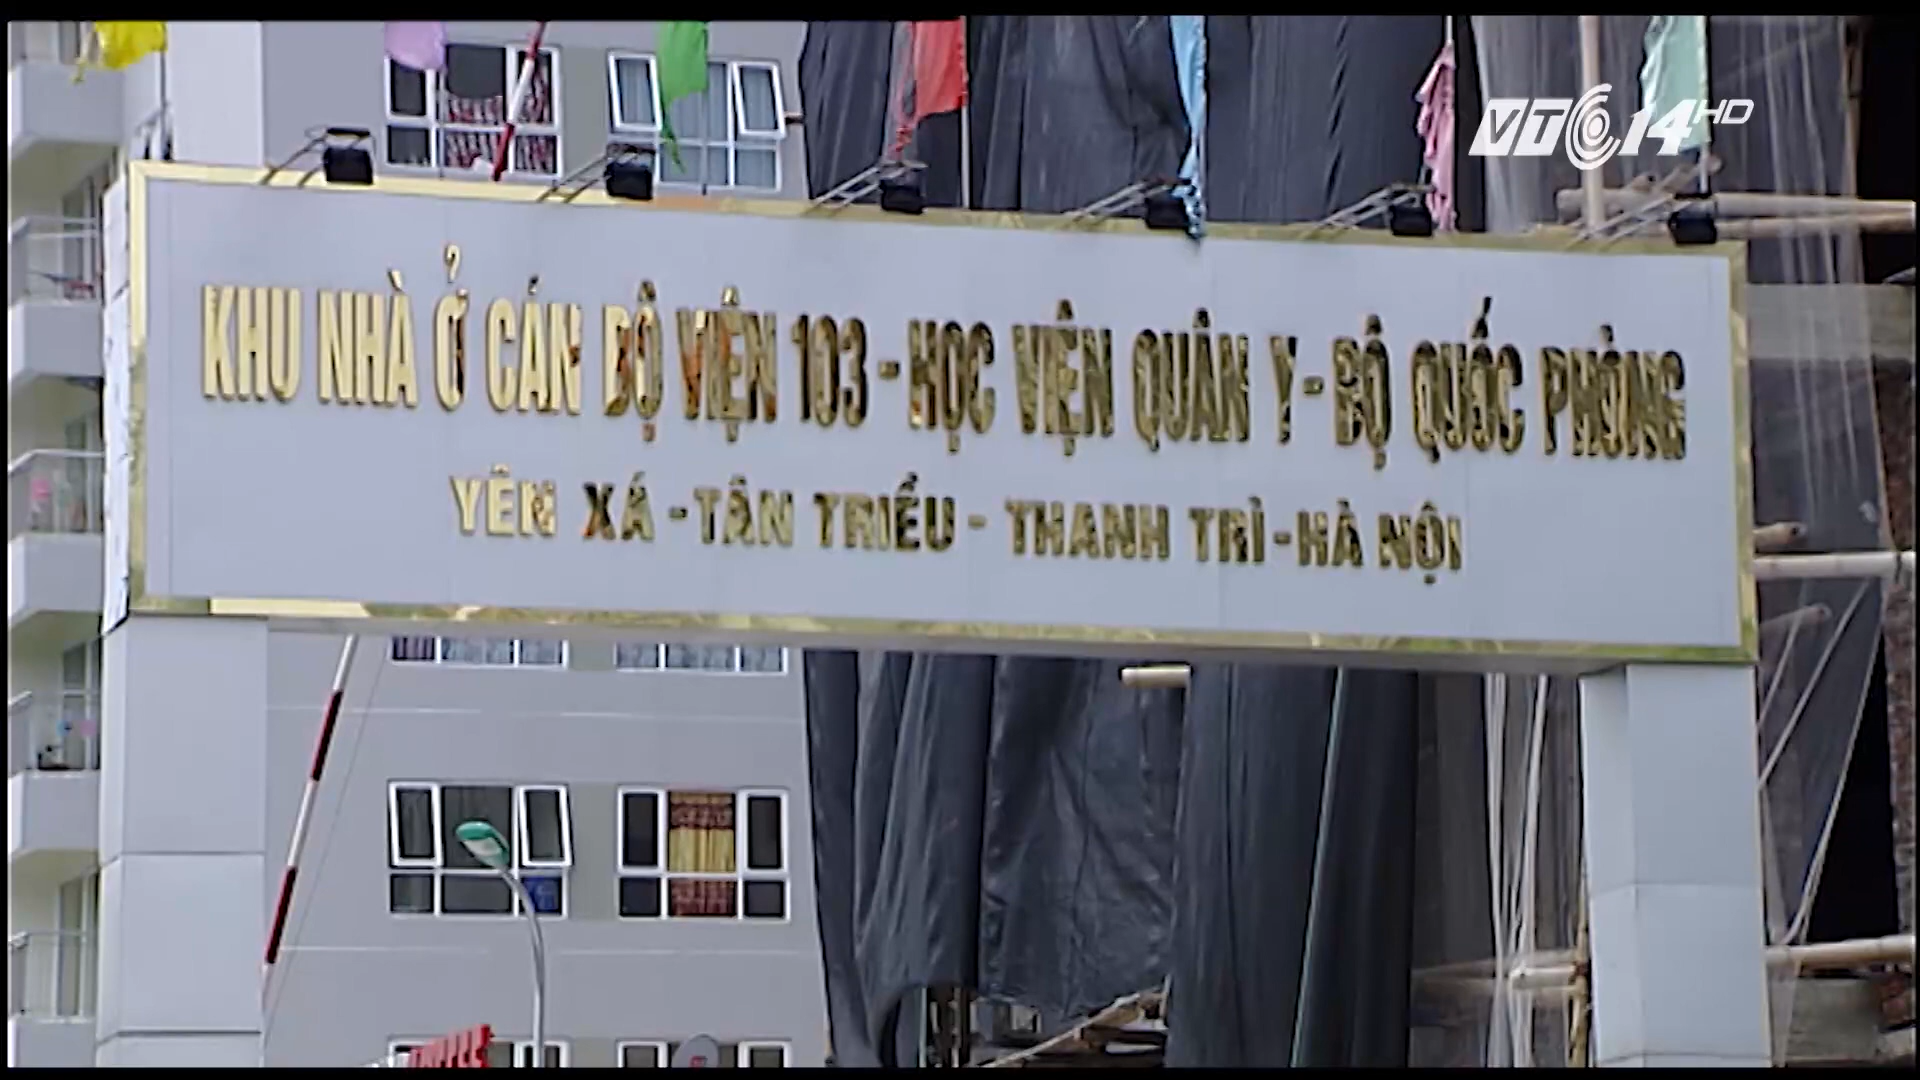 VTC14 HD
KHU NHÀ Ở CÁN BỘ VIỆN 103 - HỌC VIỆN QUÂN Y - BỘ QUỐC PHÒNG
YÊN XÁ - TÂN TRIỀU - THANH TRÌ - HÀ NỘI